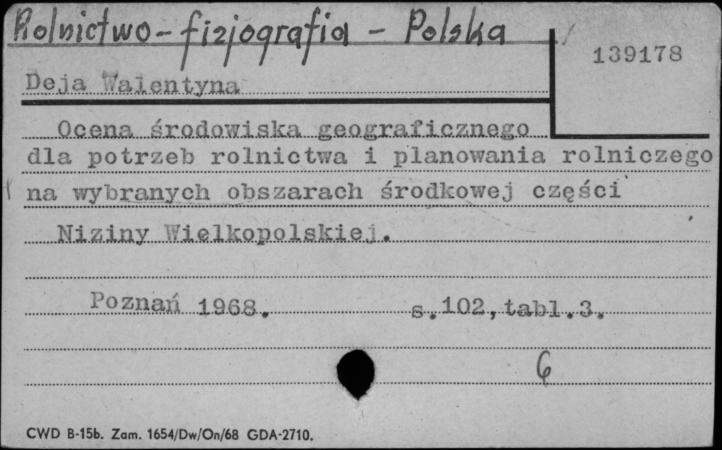 Rolnictwo - fizjografia - Polska
139178
Deja Walentyna
Ocena środowiska geograficznego
dla potrzeb rolnictwa i planowania rolniczego
na wybranych obszarach środkowej części
Niziny Wielkopolskiej.
Poznań 1968. s.102, tabl.3.
6
CWD B-15b. Zam. 1654/Dw/On/68 GDA-2710.